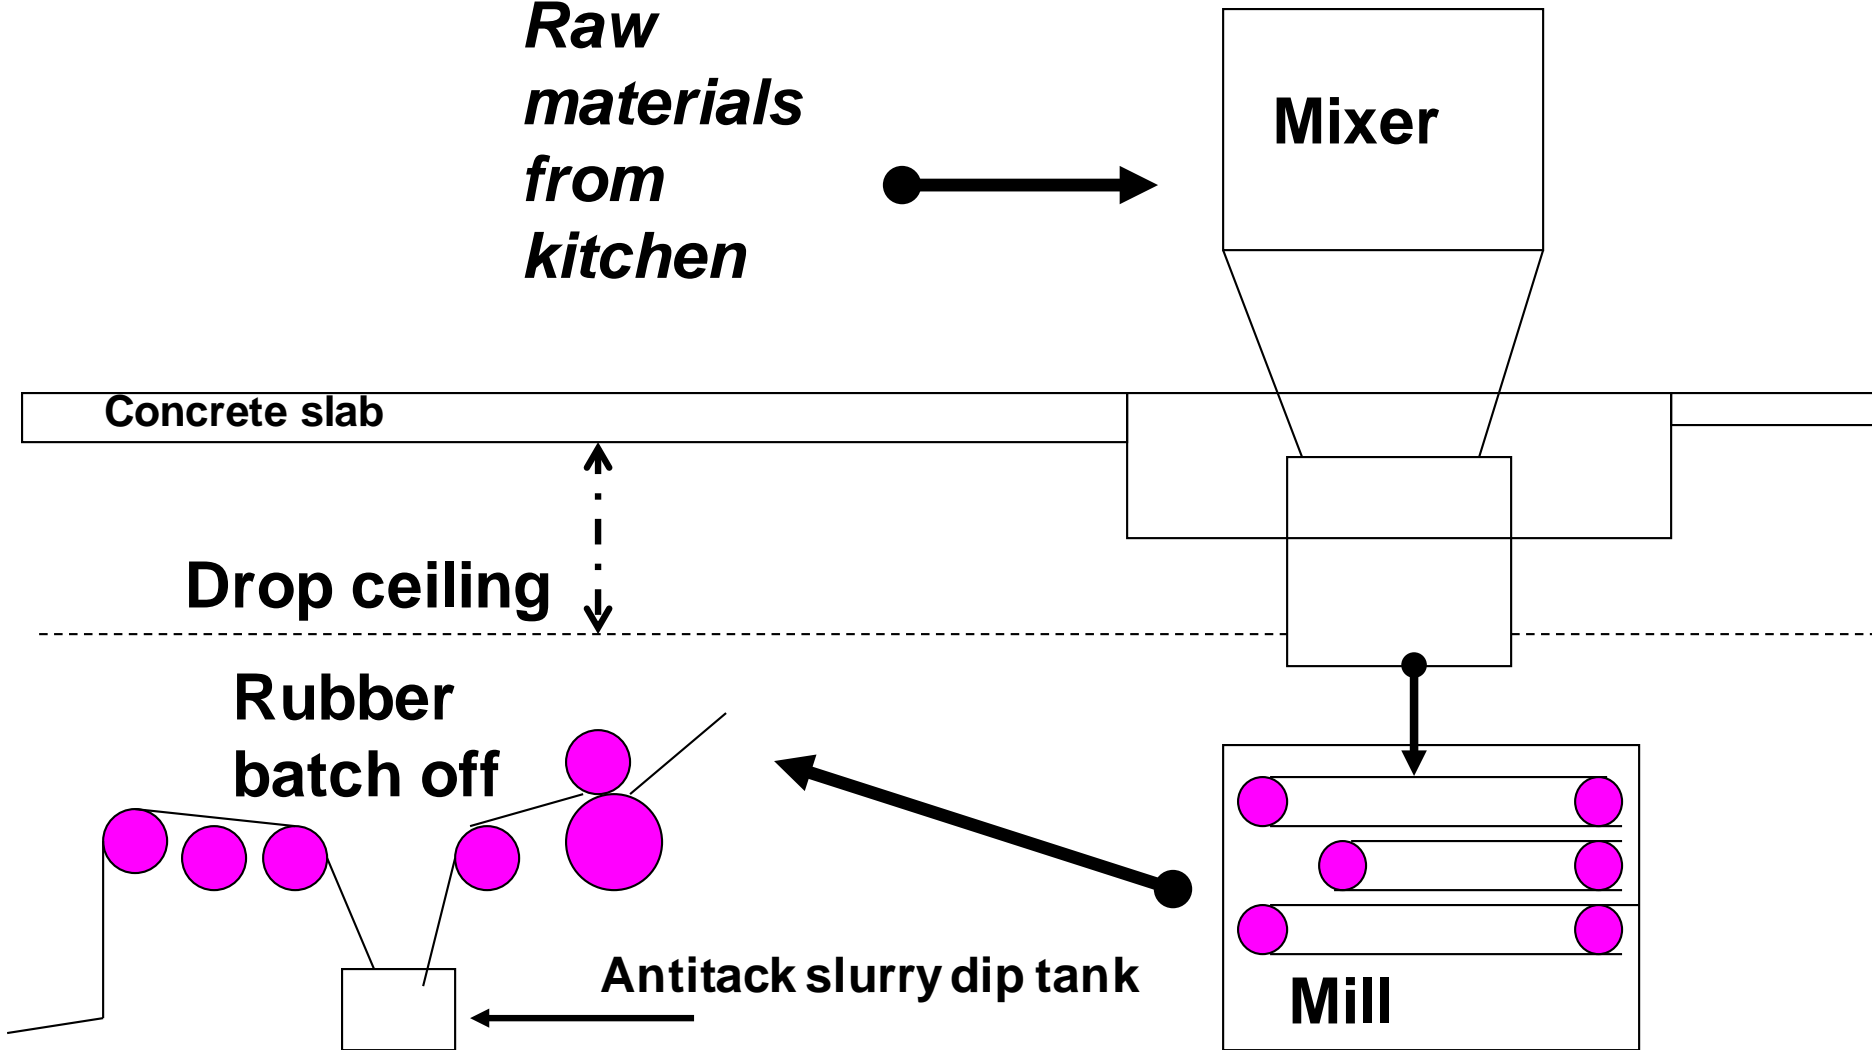 Raw
materials
from
kitchen
Mixer
Concrete slab
Drop ceiling
Rubber
batch off
Antitack slurry dip tank
Mill